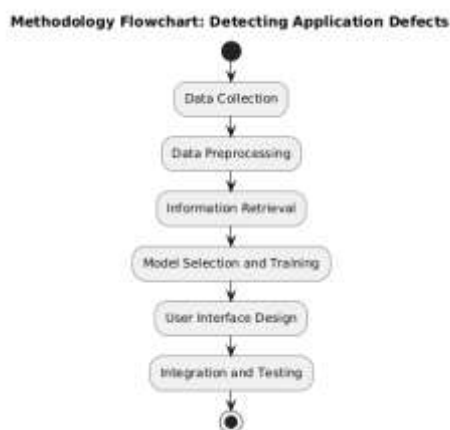 Methodology Flowchart: Detecting Application Defects
Data Collection
Data Preprocessing
Information Retrieval
Model Selection and Training
User Interface Design
Integration and Testing